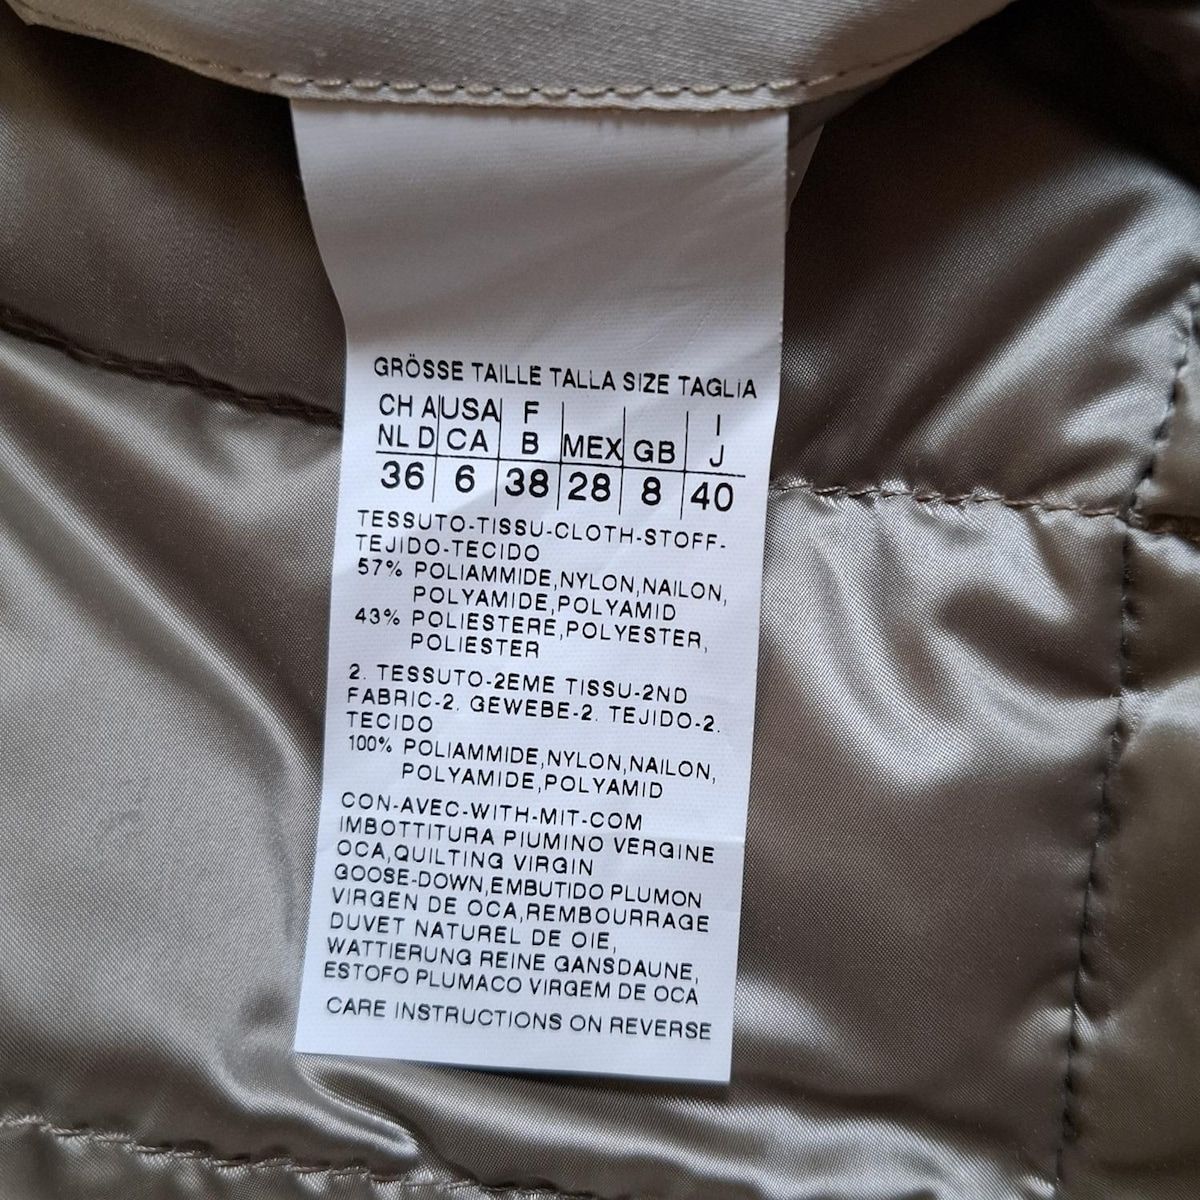 GRÖSSE TAILLE TALLA SIZE TAGLIA
CH A USA F I
NL D CA B MEX GB J
36 6 38 28 8 40
TESSUTO-TISSU-CLOTH-STOFF-
TEJIDO-TECIDO
57% POLIAMMIDE,NYLON,NAILON,
POLYAMIDE,POLYAMID
43% POLIESTERE,POLYESTER,
POLIESTER
2. TESSUTO-2EME TISSU-2ND
FABRIC-2. GEWEBE-2. TEJIDO-2.
TECIDO
100% POLIAMMIDE,NYLON,NAILON,
POLYAMIDE,POLYAMID
CON-AVEC-WITH-MIT-COM
IMBOTTITURA PIUMINO VERGINE
OCA,QUILTING VIRGIN
GOOSE-DOWN,EMBUTIDO PLUMON
VIRGEN DE OCA,REMBOURRAGE
DUVET NATUREL DE OIE,
WATTIERUNG REINE GANSDAUNE,
ESTOFO PLUMACO VIRGEM DE OCA
CARE INSTRUCTIONS ON REVERSE